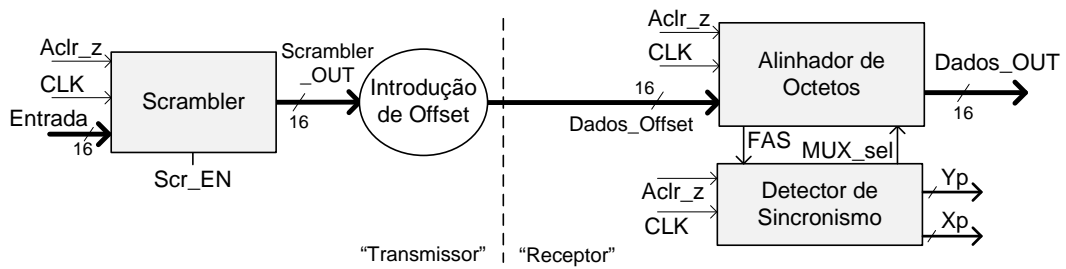 Aclr_z
CLK
Entrada
16
Scrambler
Scr_EN
Scrambler
_OUT
16
Introdução
de Offset
16
Dados_Offset
Aclr_z
CLK
Alinhador de
Octetos
Dados_OUT
16
FAS
MUX_sel
Aclr_z
CLK
Detector de
Sincronismo
Yp
Xp
“Transmissor”
“Receptor”